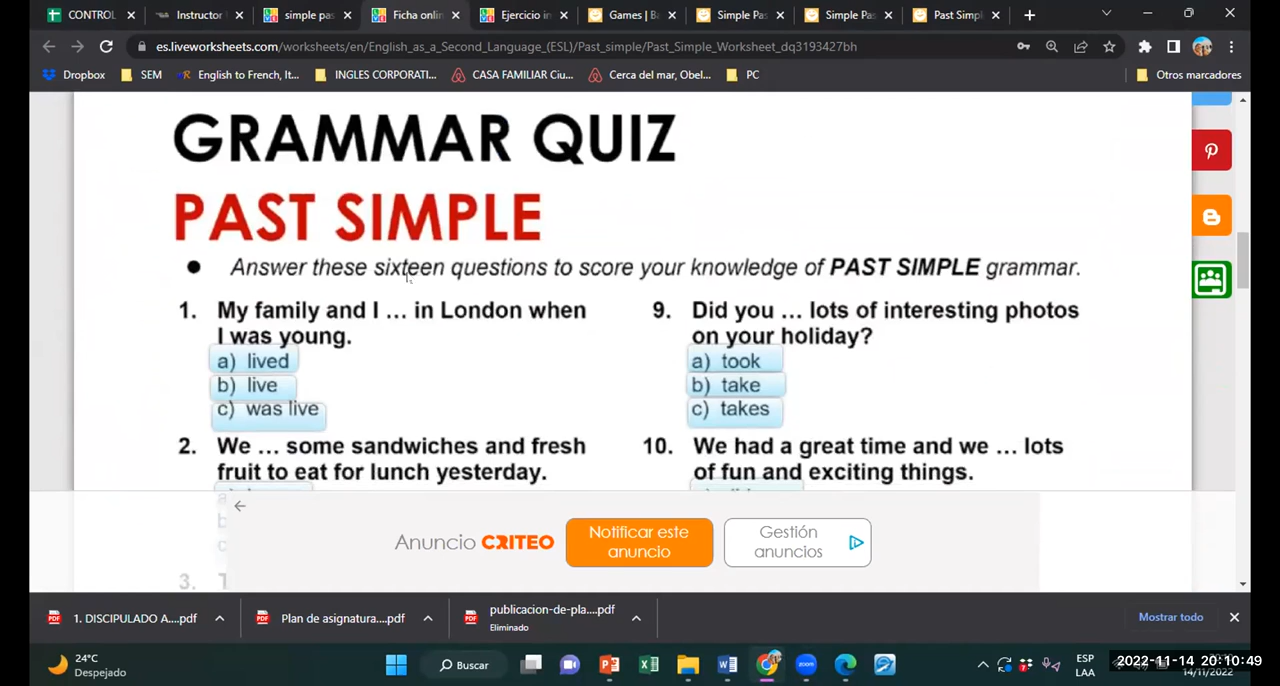 CONTROL
Instructor
simple pas
Ficha onlin
Ejercicio in
Games | Ba
Simple Pas
Simple Pas
Past Simpl
es.liveworksheets.com/worksheets/en/English_as_a_Second_Language_(ESL)/Past_simple/Past_Simple_Worksheet_dq3193427bh
Dropbox
SEM
English to French, It...
INGLES CORPORATI...
CASA FAMILIAR Ciu...
Cerca del mar, Obel...
PC
Otros marcadores
GRAMMAR QUIZ
PAST SIMPLE
● Answer these sixteen questions to score your knowledge of PAST SIMPLE grammar.
1. My family and I ... in London when
I was young.
a) lived
b) live
c) was live
2. We ... some sandwiches and fresh
fruit to eat for lunch yesterday.
3. T
9. Did you ... lots of interesting photos
on your holiday?
a) took
b) take
c) takes
10. We had a great time and we ... lots
of fun and exciting things.
Anuncio CRITEO
Notificar este
anuncio
Gestión
anuncios
1. DISCIPULADO A....pdf
Plan de asignatura....pdf
publicacion-de-pla....pdf
Eliminado
Mostrar todo
24°C
Despejado
Buscar
ESP
LAA
2022-11-14 20:10:49
14/11/2022